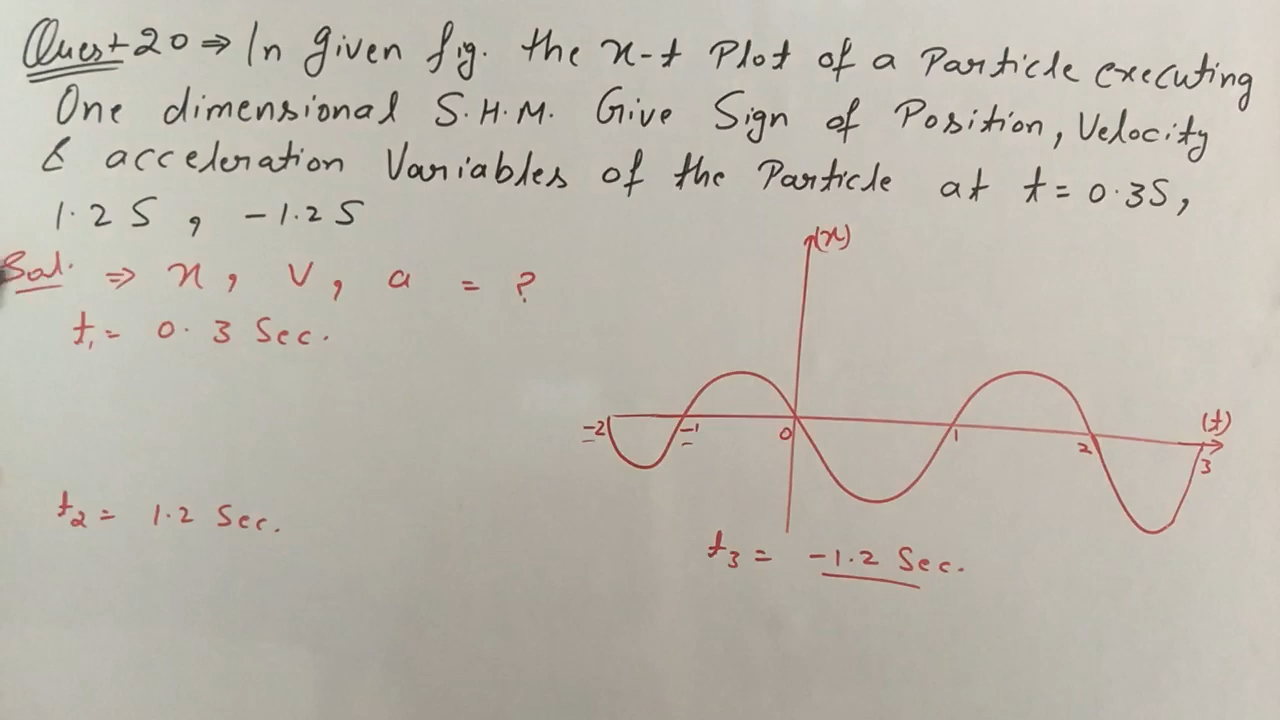 Quest 20 ⇒ In given fig. the x-t Plot of a Particle executing
One dimensional S.H.M. Give Sign of Position, Velocity
& acceleration Variables of the Particle at t = 0.3S,
1.2 S , -1.2 S
Sol. ⇒ x , v , a = ?
t₁ = 0.3 Sec.
(x)
-2 -1 0 1 2 3 (t)
t₂ = 1.2 Sec.
t₃ = -1.2 Sec.